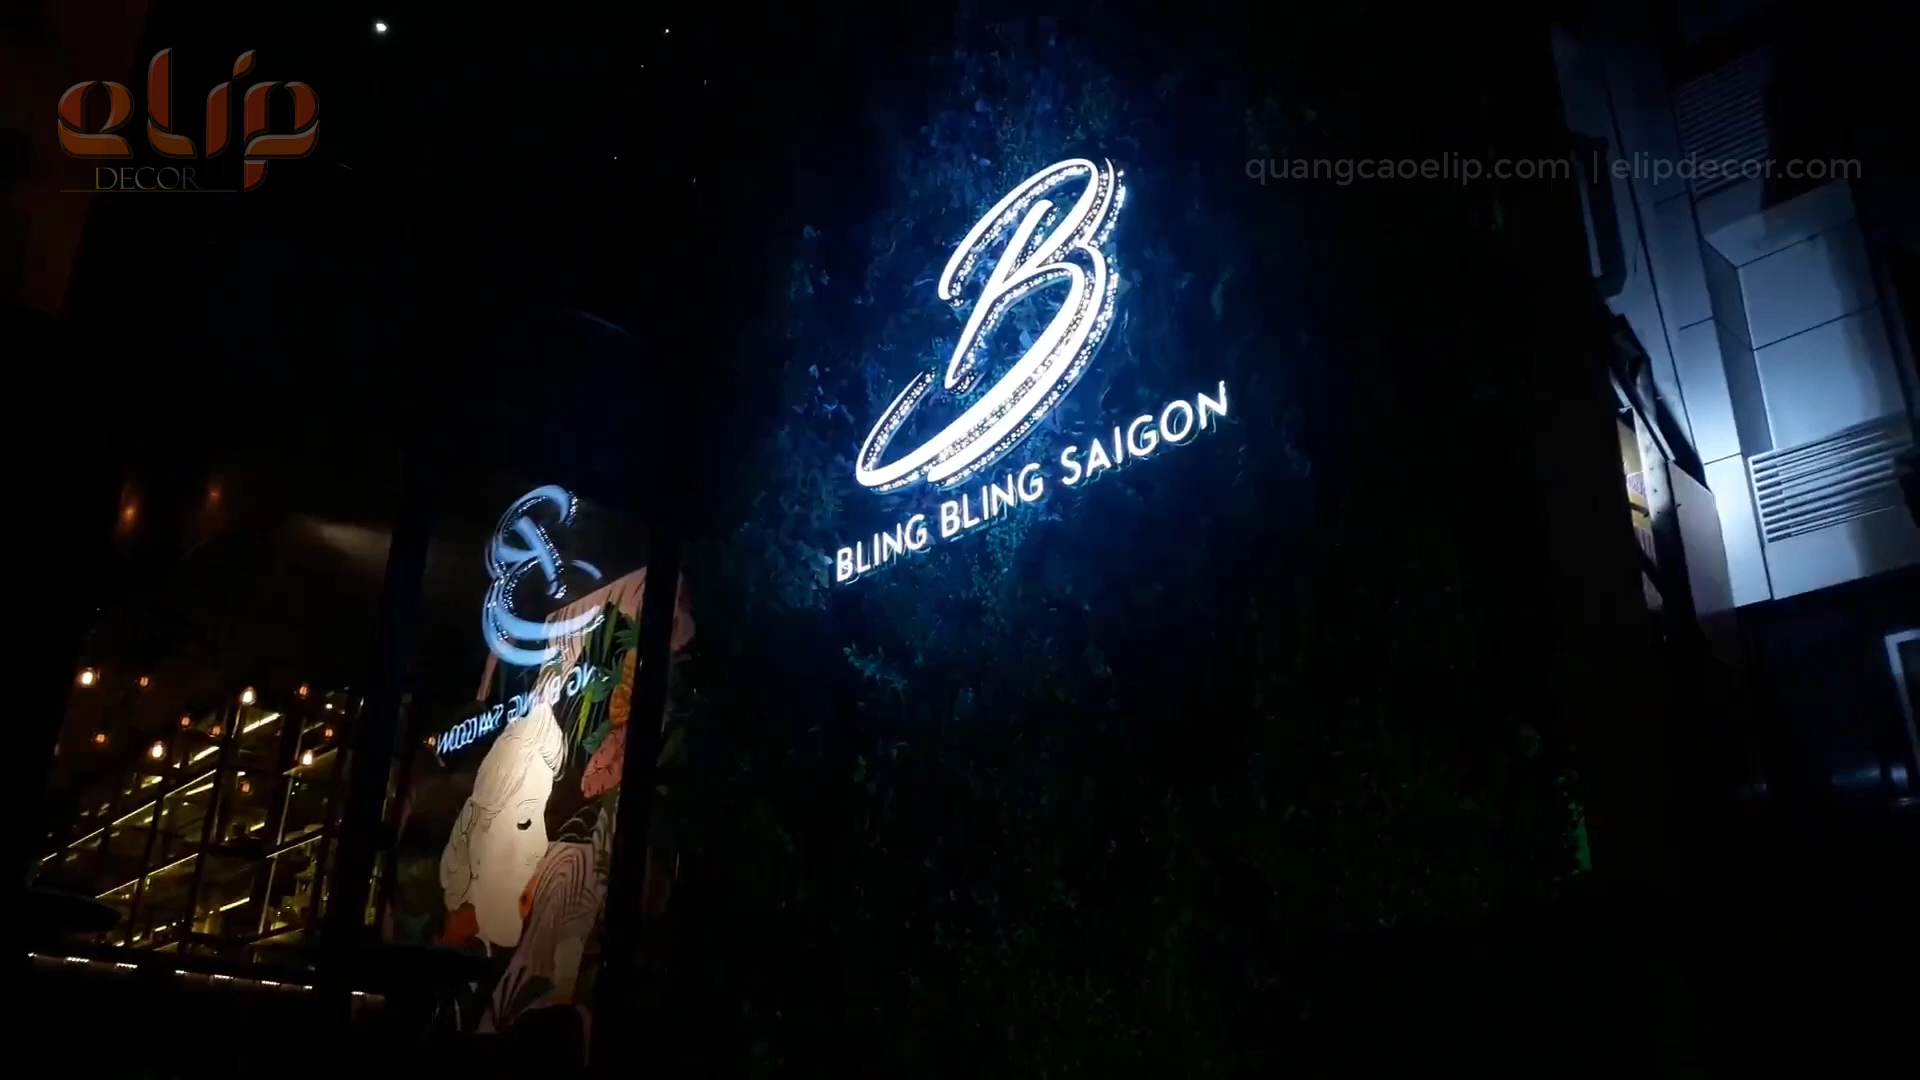 elip
DECOR
quangcaoelip.com | elipdecor.com
B
BLING BLING SAIGON